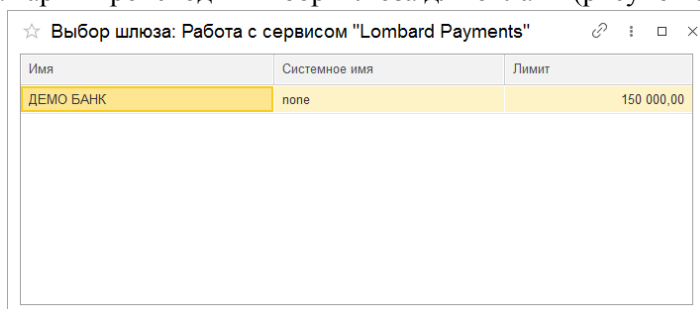 Выбор шлюза: Работа с сервисом "Lombard Payments"
Имя Системное имя Лимит
ДЕМО БАНК none 150 000,00